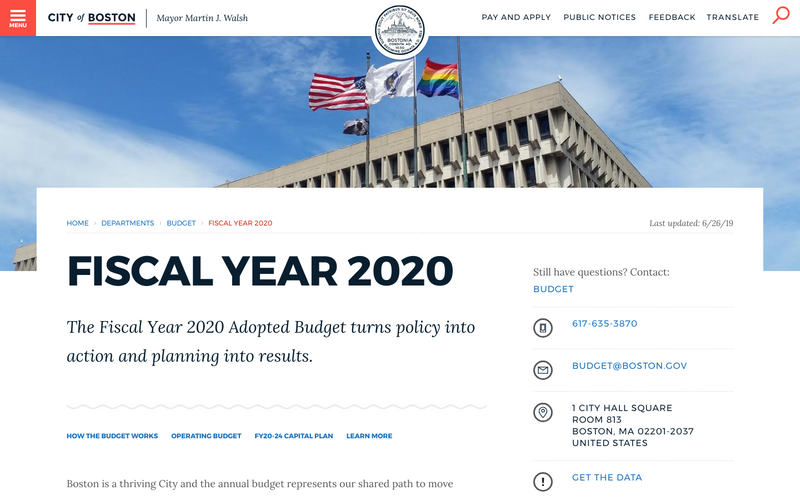 MENU
CITY of BOSTON
Mayor Martin J. Walsh
PAY AND APPLY
PUBLIC NOTICES
FEEDBACK
TRANSLATE
BOSTONIA
HOME › DEPARTMENTS › BUDGET › FISCAL YEAR 2020
Last updated: 6/26/19
FISCAL YEAR 2020
The Fiscal Year 2020 Adopted Budget turns policy into
action and planning into results.
HOW THE BUDGET WORKS
OPERATING BUDGET
FY20-24 CAPITAL PLAN
LEARN MORE
Boston is a thriving City and the annual budget represents our shared path to move
Still have questions? Contact:
BUDGET
617-635-3870
BUDGET@BOSTON.GOV
1 CITY HALL SQUARE
ROOM 813
BOSTON, MA 02201-2037
UNITED STATES
GET THE DATA